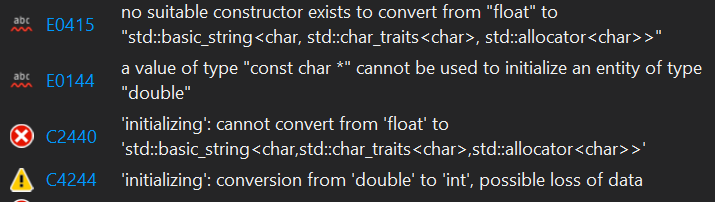 abc E0415 no suitable constructor exists to convert from "float" to
"std::basic_string<char, std::char_traits<char>, std::allocator<char>>"
abc E0144 a value of type "const char *" cannot be used to initialize an entity of type
"double"
C2440 'initializing': cannot convert from 'float' to
'std::basic_string<char,std::char_traits<char>,std::allocator<char>>'
C4244 'initializing': conversion from 'double' to 'int', possible loss of data